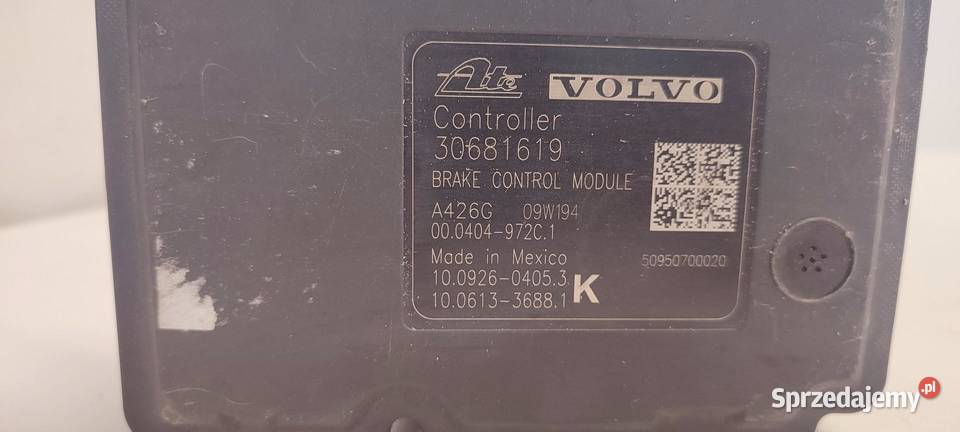 Ate VOLVO
Controller
30681619
BRAKE CONTROL MODULE
A426G 09W194
00.0404-972C.1
Made in Mexico 50950700020
10.0926-0405.3 K
10.0613-3688.1
Sprzedajemy .pl